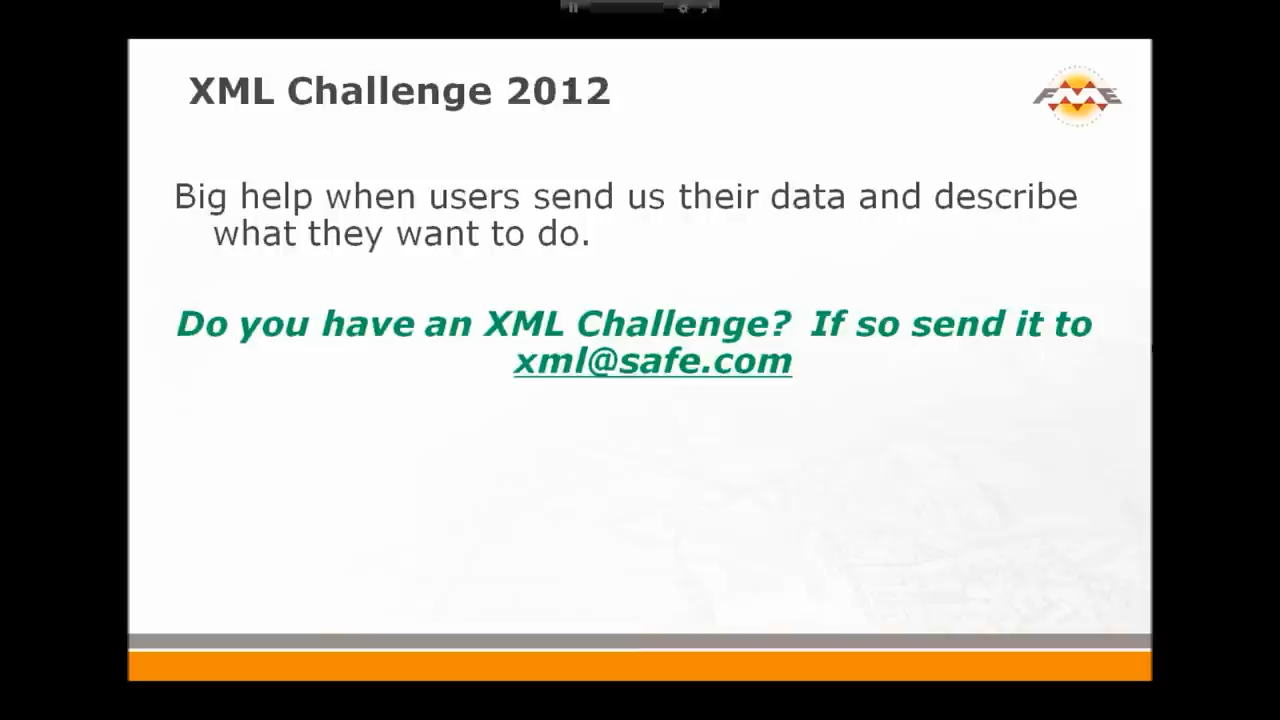 XML Challenge 2012
FME
Big help when users send us their data and describe
what they want to do.
Do you have an XML Challenge? If so send it to
xml@safe.com